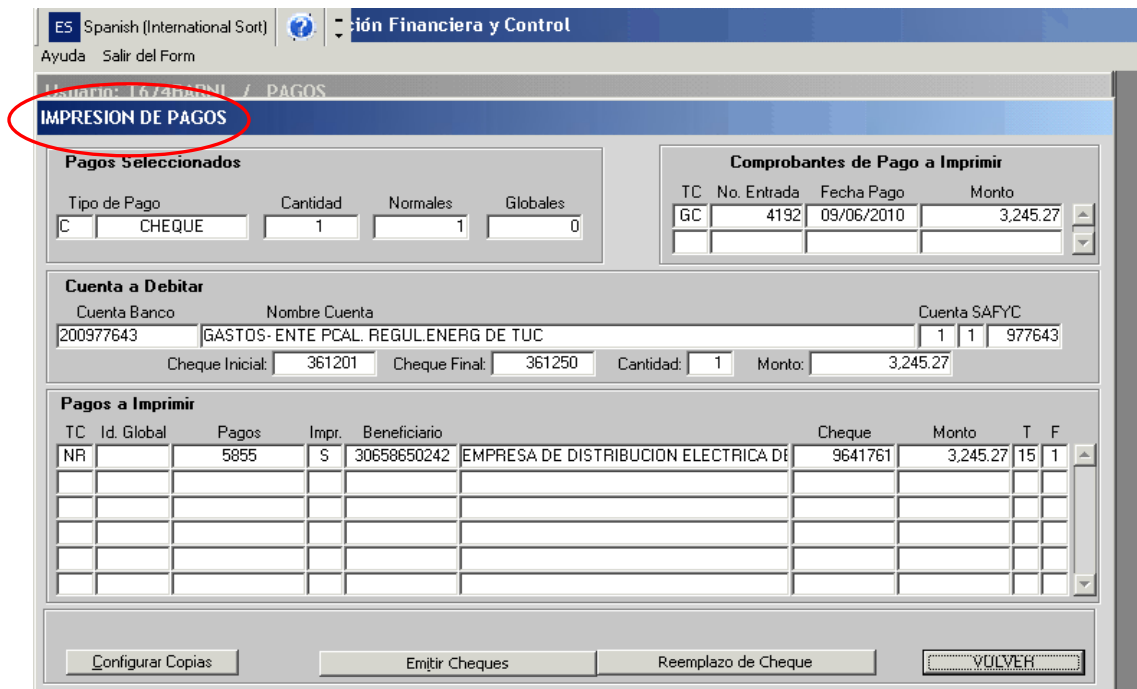 ES Spanish (International Sort)
ión Financiera y Control
Ayuda Salir del Form
/ PAGOS
IMPRESION DE PAGOS
Pagos Seleccionados
Tipo de Pago Cantidad Normales Globales
C CHEQUE 1 1 0
Comprobantes de Pago a Imprimir
TC No. Entrada Fecha Pago Monto
GC 4192 09/06/2010 3,245.27
Cuenta a Debitar
Cuenta Banco Nombre Cuenta Cuenta SAFYC
200977643 GASTOS- ENTE PCAL. REGUL.ENERG DE TUC 1 1 977643
Cheque Inicial: 361201 Cheque Final: 361250 Cantidad: 1 Monto: 3,245.27
Pagos a Imprimir
TC Id. Global Pagos Impr. Beneficiario Cheque Monto T F
NR 5855 S 30658650242 EMPRESA DE DISTRIBUCION ELECTRICA DE 9641761 3,245.27 15 1
Configurar Copias Emitir Cheques Reemplazo de Cheque VOLVER